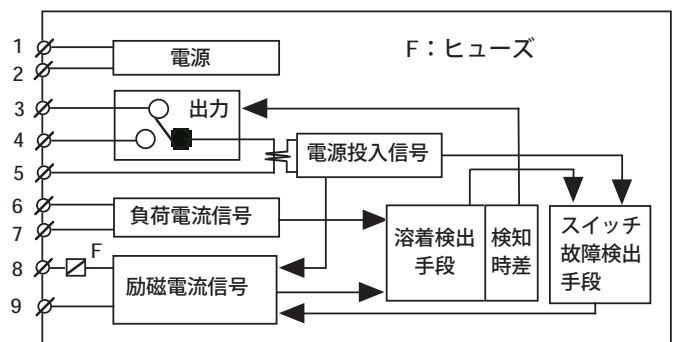 F：ヒューズ
1
2
電源
3
4
5
出力
電源投入信号
6
7
負荷電流信号
溶着検出
手段
検知
時差
スイッチ
故障検出
手段
8
F
9
励磁電流信号